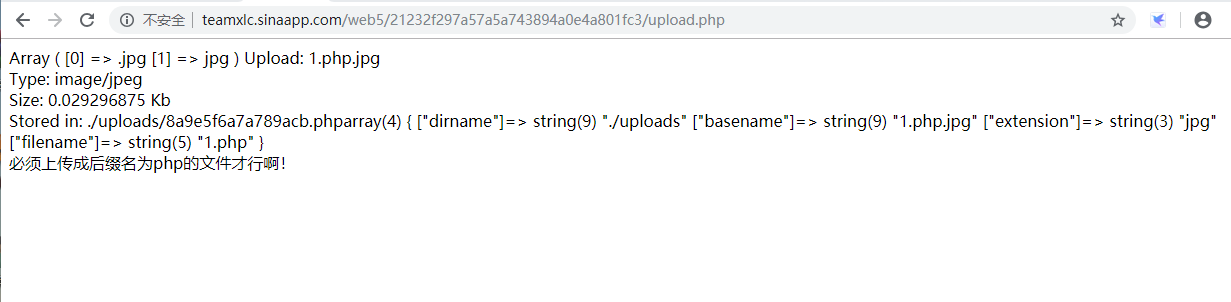 不安全 | teamxlc.sinaapp.com/web5/21232f297a57a5a743894a0e4a801fc3/upload.php
Array ( [0] => .jpg [1] => jpg ) Upload: 1.php.jpg
Type: image/jpeg
Size: 0.029296875 Kb
Stored in: ./uploads/8a9e5f6a7a789acb.phparray(4) { ["dirname"]=> string(9) "./uploads" ["basename"]=> string(9) "1.php.jpg" ["extension"]=> string(3) "jpg"
["filename"]=> string(5) "1.php" }
必须上传成后缀名为php的文件才行啊！